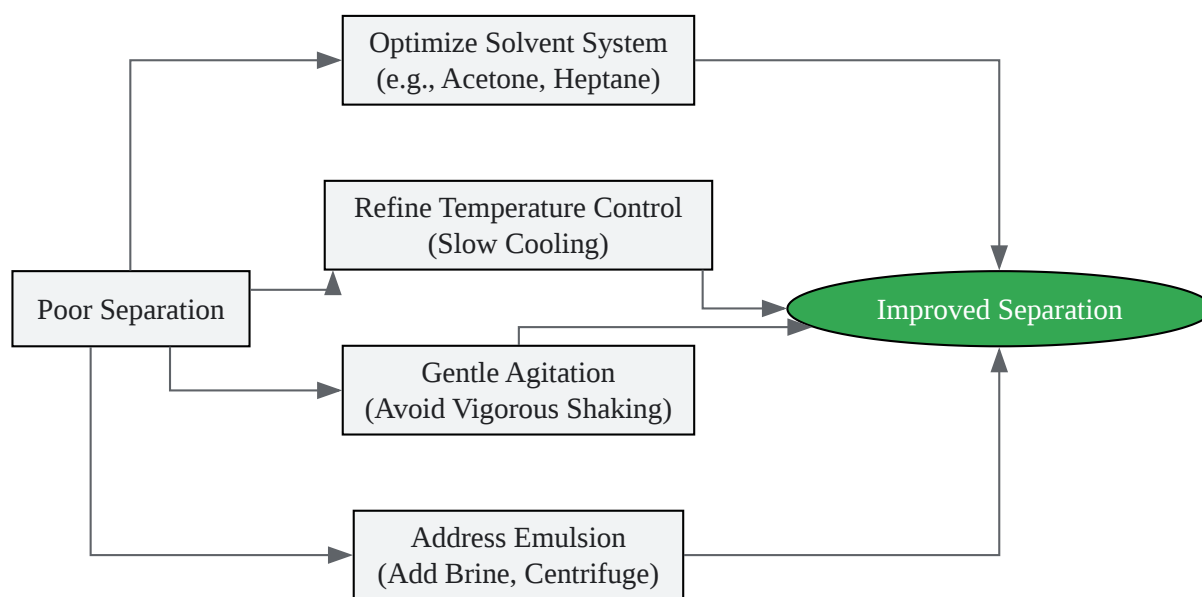 Optimize Solvent System
(e.g., Acetone, Heptane)
Refine Temperature Control
(Slow Cooling)
Poor Separation
Improved Separation
Gentle Agitation
(Avoid Vigorous Shaking)
Address Emulsion
(Add Brine, Centrifuge)